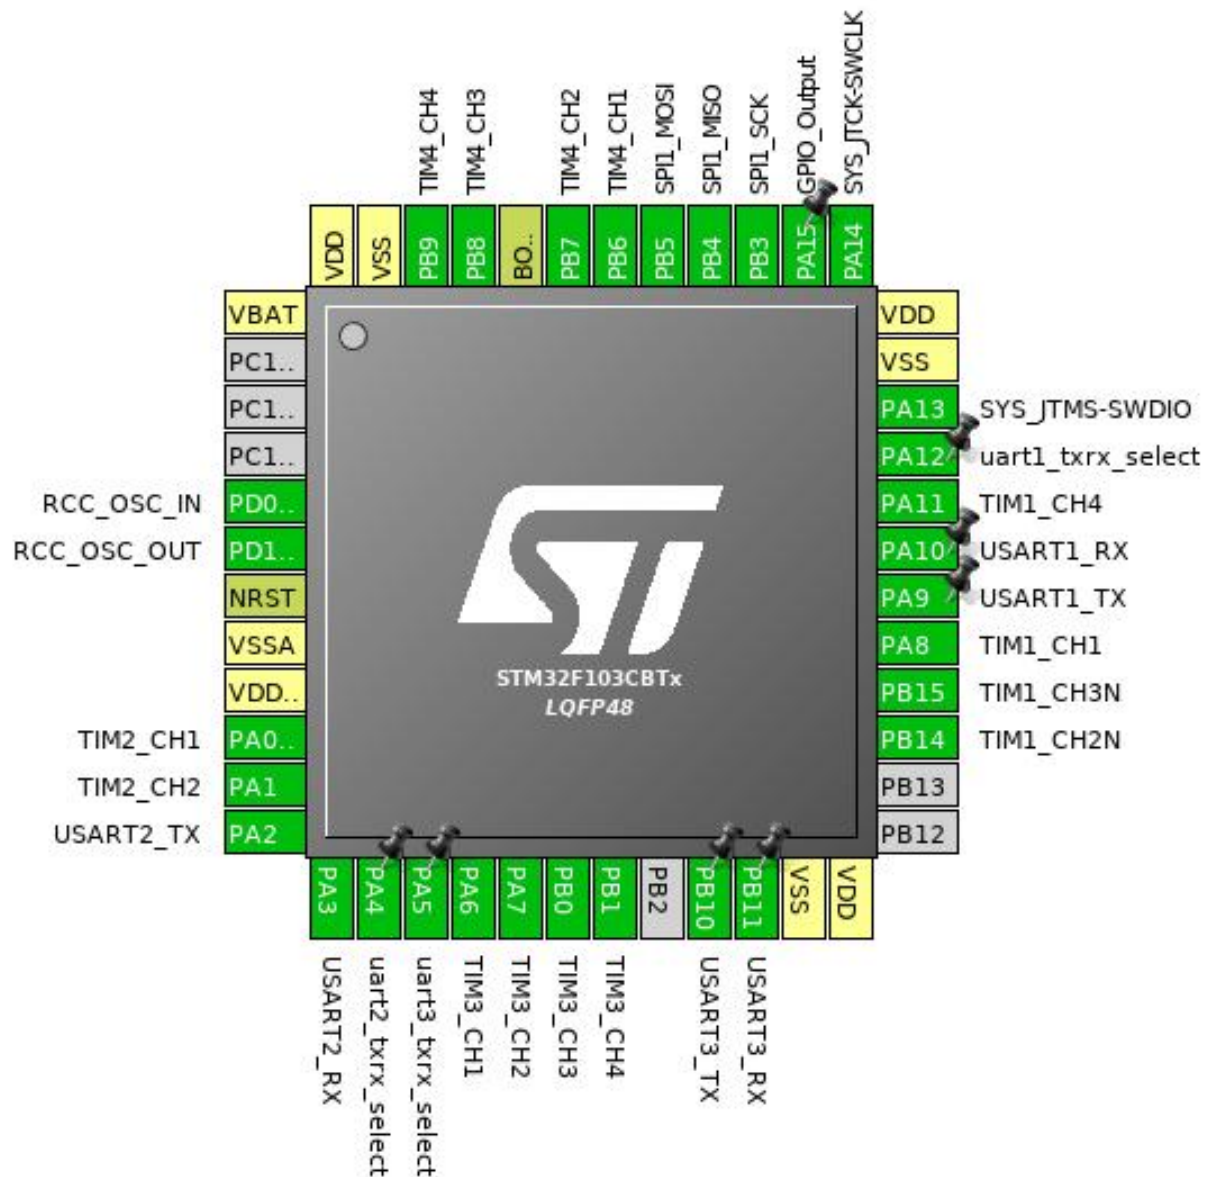 TIM4_CH4
TIM4_CH3
TIM4_CH2
TIM4_CH1
SPI1_MOSI
SPI1_MISO
SPI1_SCK
GPIO_Output
SYS_JTCK-SWCLK
VDD
VSS
PB9
PB8
BO..
PB7
PB6
PB5
PB4
PB3
PA15
PA14
VBAT
PC1..
PC1..
PC1..
RCC_OSC_IN PD0..
RCC_OSC_OUT PD1..
NRST
VSSA
VDD..
TIM2_CH1 PA0..
TIM2_CH2 PA1
USART2_TX PA2
ST
STM32F103CBTx
LQFP48
VDD
VSS
PA13 SYS_JTMS-SWDIO
PA12 uart1_txrx_select
PA11 TIM1_CH4
PA10 USART1_RX
PA9 USART1_TX
PA8 TIM1_CH1
PB15 TIM1_CH3N
PB14 TIM1_CH2N
PB13
PB12
PA3
PA4
PA5
PA6
PA7
PB0
PB1
PB2
PB10
PB11
VSS
VDD
USART2_RX
uart2_txrx_select
uart3_txrx_select
TIM3_CH1
TIM3_CH2
TIM3_CH3
TIM3_CH4
USART3_TX
USART3_RX